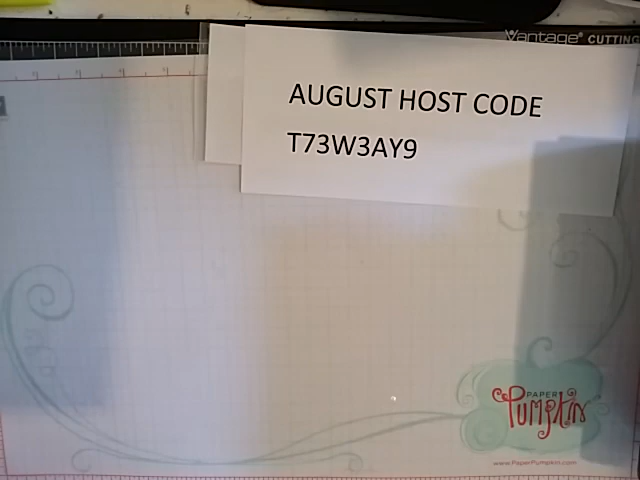 Vantage® CUTTING
AUGUST HOST CODE
T73W3AY9
PAPER
PUMPKIN
www.PaperPumpkin.com